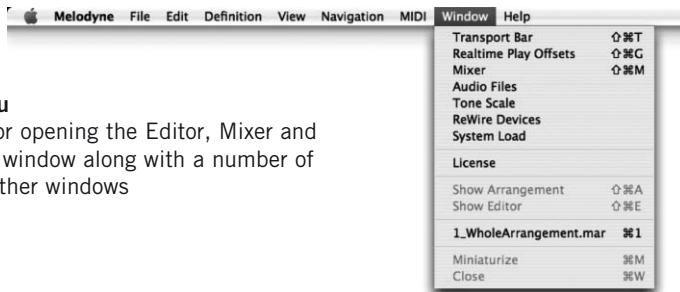 Melodyne File Edit Definition View Navigation MIDI Window Help
Transport Bar ⇧⌘T
Realtime Play Offsets ⇧⌘G
Mixer ⇧⌘M
Audio Files
Tone Scale
ReWire Devices
System Load
License
Show Arrangement ⇧⌘A
Show Editor ⇧⌘E
1_WholeArrangement.mar ⌘1
Miniaturize ⌘M
Close ⌘W
u
or opening the Editor, Mixer and
window along with a number of
ther windows